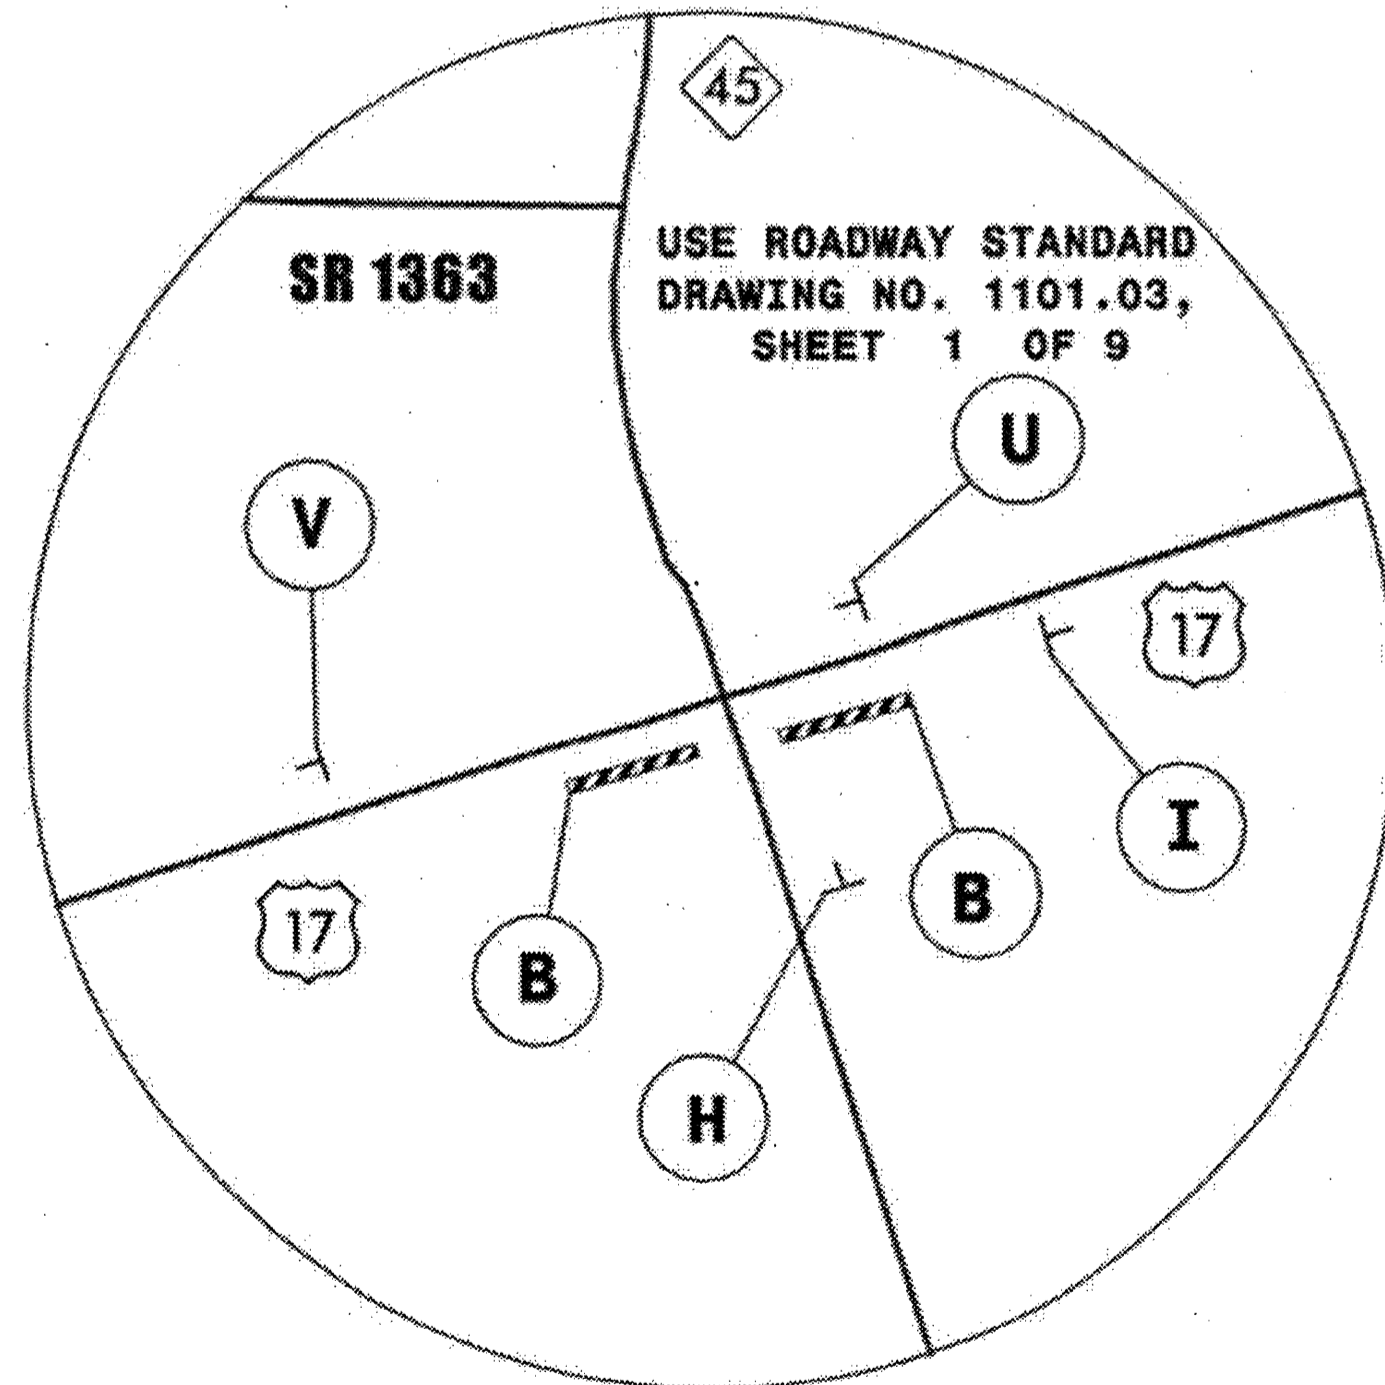 45
SR 1363
USE ROADWAY STANDARD
DRAWING NO. 1101.03,
SHEET 1 OF 9
U
V
17
I
B
B
17
H